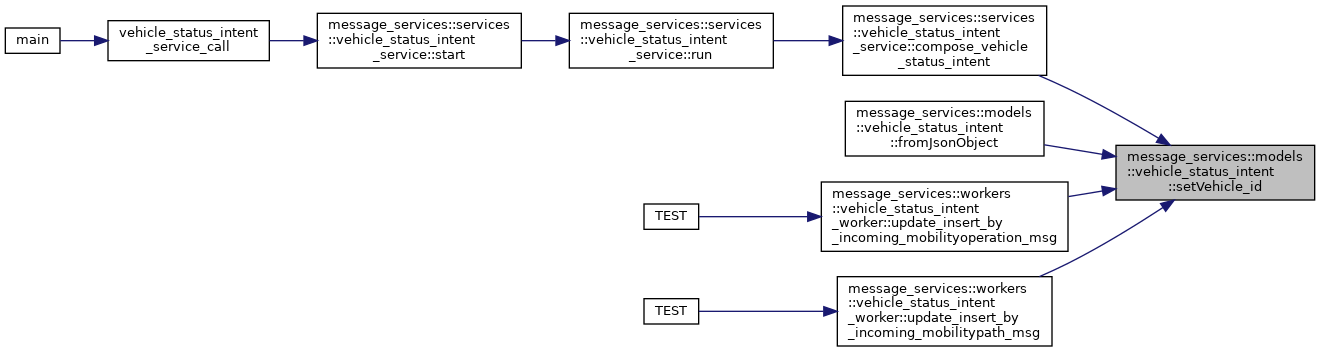 main
vehicle_status_intent
_service_call
message_services::services
::vehicle_status_intent
_service::start
message_services::services
::vehicle_status_intent
_service::run
message_services::services
::vehicle_status_intent
_service::compose_vehicle
_status_intent
message_services::models
::vehicle_status_intent
::fromJsonObject
message_services::models
::vehicle_status_intent
::setVehicle_id
TEST
message_services::workers
::vehicle_status_intent
_worker::update_insert_by
_incoming_mobilityoperation_msg
TEST
message_services::workers
::vehicle_status_intent
_worker::update_insert_by
_incoming_mobilitypath_msg